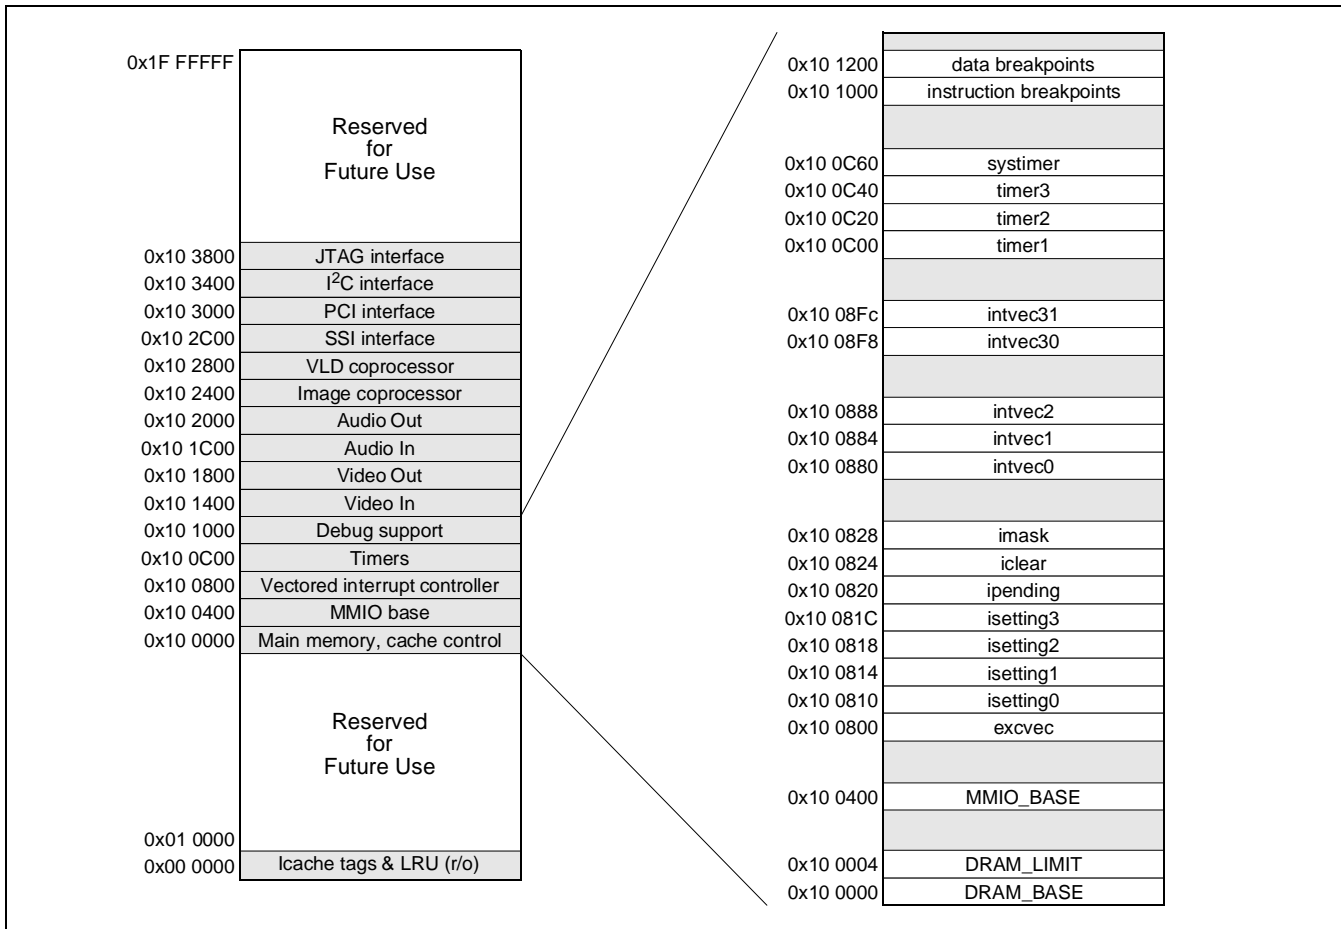 0x1F FFFFF
Reserved
for
Future Use
0x10 3800 JTAG interface
0x10 3400 I2C interface
0x10 3000 PCI interface
0x10 2C00 SSI interface
0x10 2800 VLD coprocessor
0x10 2400 Image coprocessor
0x10 2000 Audio Out
0x10 1C00 Audio In
0x10 1800 Video Out
0x10 1400 Video In
0x10 1000 Debug support
0x10 0C00 Timers
0x10 0800 Vectored interrupt controller
0x10 0400 MMIO base
0x10 0000 Main memory, cache control
Reserved
for
Future Use
0x01 0000
0x00 0000 Icache tags & LRU (r/o)
0x10 1200 data breakpoints
0x10 1000 instruction breakpoints
0x10 0C60 systimer
0x10 0C40 timer3
0x10 0C20 timer2
0x10 0C00 timer1
0x10 08Fc intvec31
0x10 08F8 intvec30
0x10 0888 intvec2
0x10 0884 intvec1
0x10 0880 intvec0
0x10 0828 imask
0x10 0824 iclear
0x10 0820 ipending
0x10 081C isetting3
0x10 0818 isetting2
0x10 0814 isetting1
0x10 0810 isetting0
0x10 0800 excvec
0x10 0400 MMIO_BASE
0x10 0004 DRAM_LIMIT
0x10 0000 DRAM_BASE